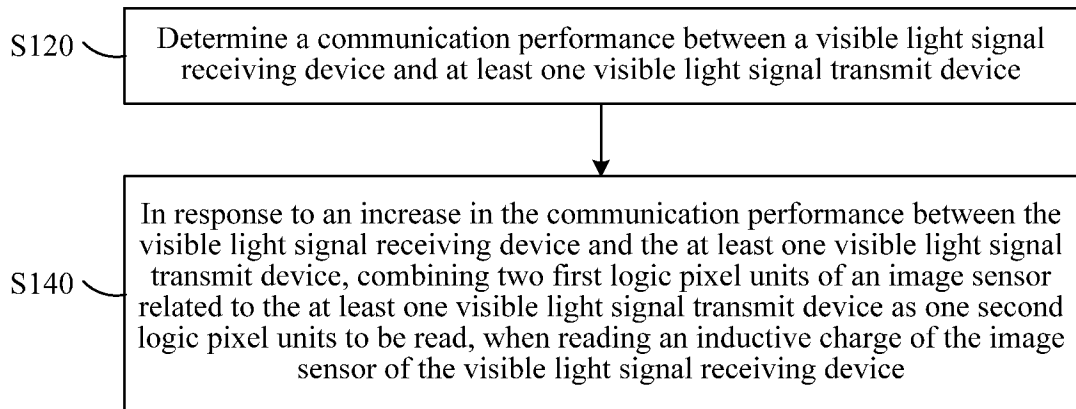 S120
Determine a communication performance between a visible light signal
receiving device and at least one visible light signal transmit device
S140
In response to an increase in the communication performance between the
visible light signal receiving device and the at least one visible light signal
transmit device, combining two first logic pixel units of an image sensor
related to the at least one visible light signal transmit device as one second
logic pixel units to be read, when reading an inductive charge of the image
sensor of the visible light signal receiving device